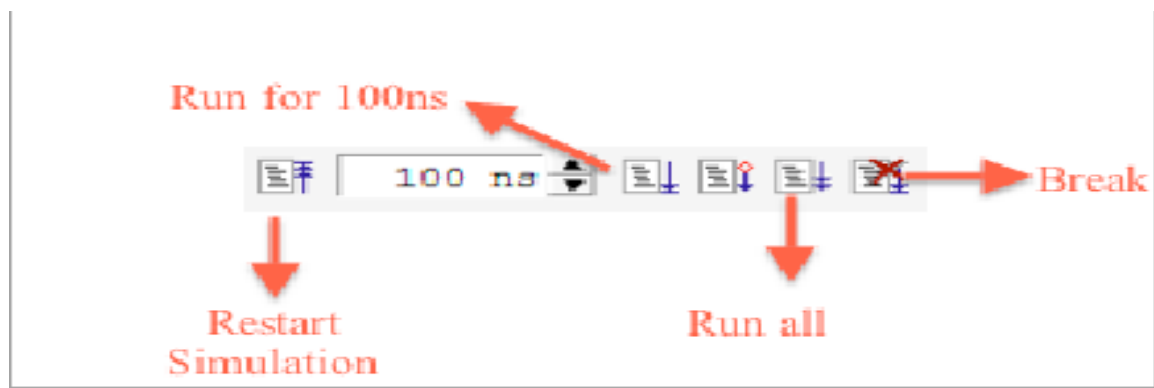 Run for 100ns
100 ns
Break
Restart
Simulation
Run all